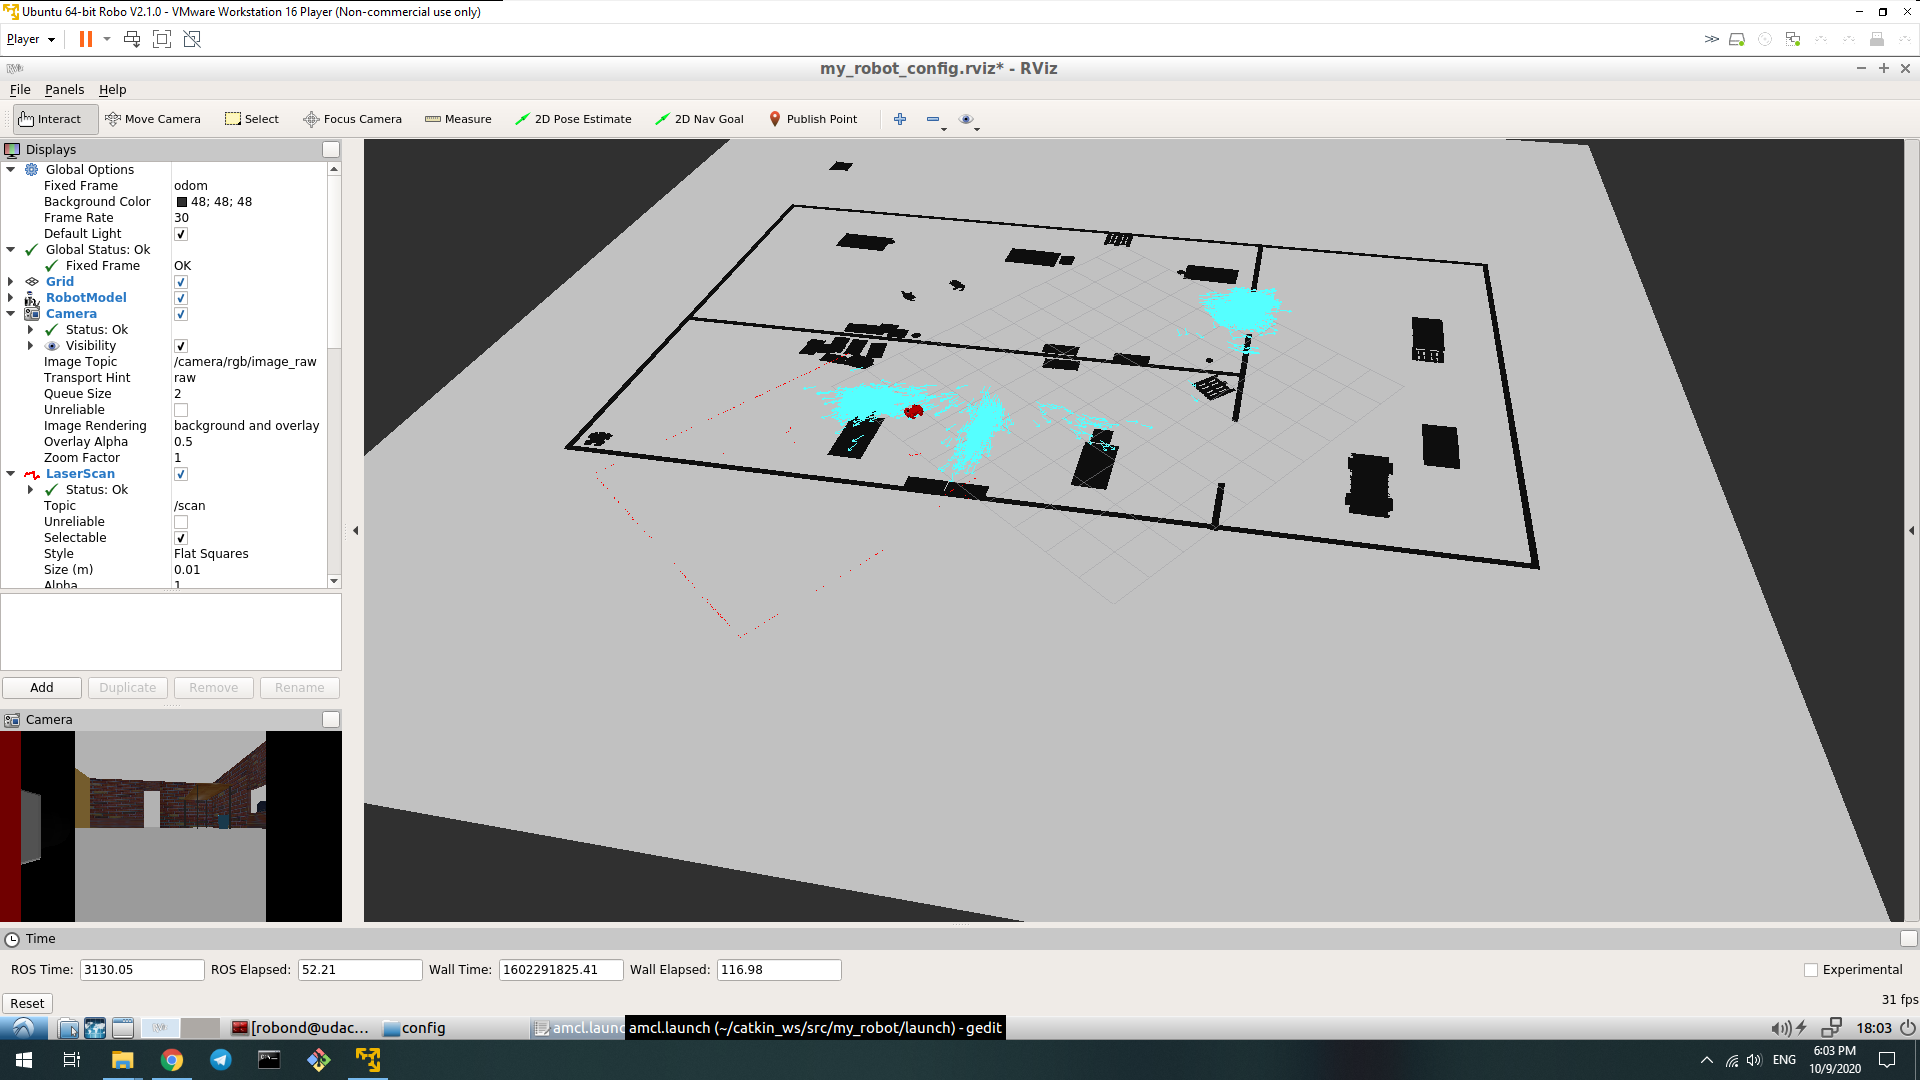 Ubuntu 64-bit Robo V2.1.0 - VMware Workstation 16 Player (Non-commercial use only)
Player
my_robot_config.rviz* - RViz
File Panels Help
Interact Move Camera Select Focus Camera Measure 2D Pose Estimate 2D Nav Goal Publish Point
Displays
Global Options
Fixed Frame odom
Background Color 48; 48; 48
Frame Rate 30
Default Light
Global Status: Ok
Fixed Frame OK
Grid
RobotModel
Camera
Status: Ok
Visibility
Image Topic /camera/rgb/image_raw
Transport Hint raw
Queue Size 2
Unreliable
Image Rendering background and overlay
Overlay Alpha 0.5
Zoom Factor 1
LaserScan
Status: Ok
Topic /scan
Unreliable
Selectable
Style Flat Squares
Size (m) 0.01
Alpha 1
Add Duplicate Remove Rename
Camera
Time
ROS Time: 3130.05 ROS Elapsed: 52.21 Wall Time: 1602291825.41 Wall Elapsed: 116.98 Experimental
Reset 31 fps
[robond@udac... config amcl.launc amcl.launch (~/catkin_ws/src/my_robot/launch) - gedit 18:03
ENG 6:03 PM
10/9/2020